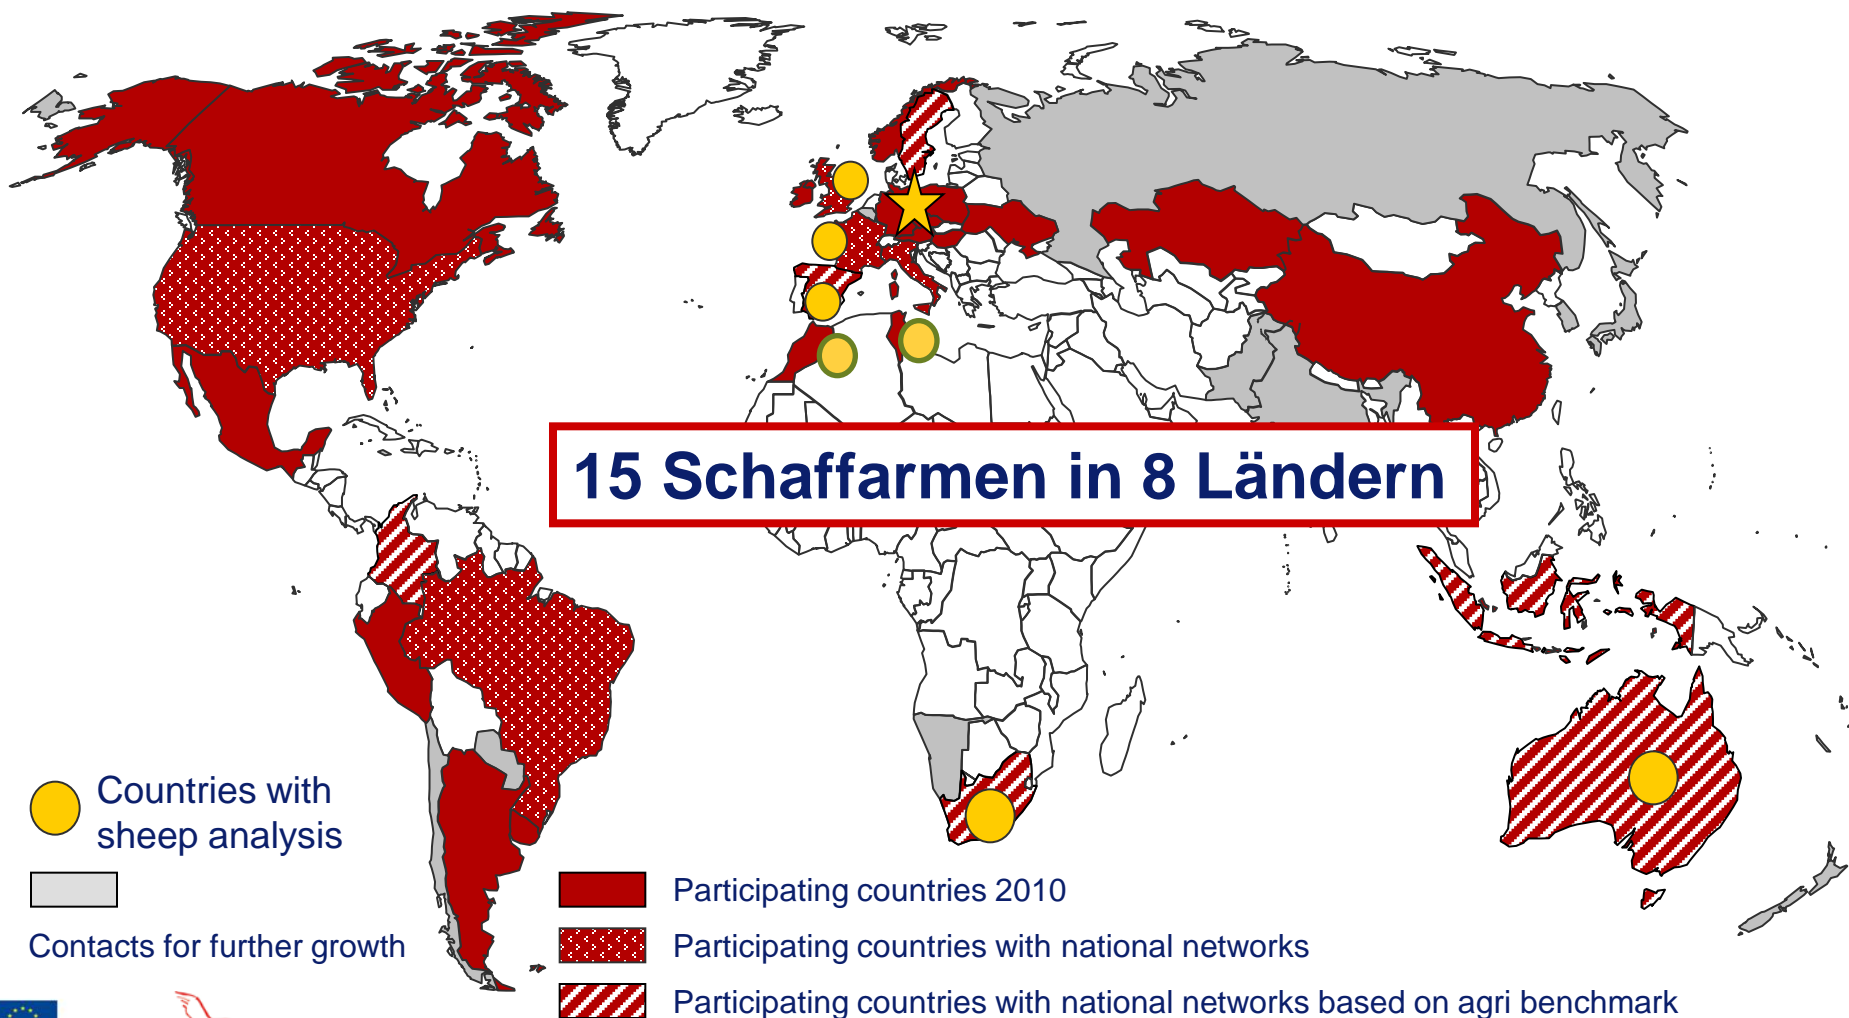 15 Schaffarmen in 8 Ländern
Countries with
sheep analysis
Contacts for further growth
Participating countries 2010
Participating countries with national networks
Participating countries with national networks based on agri benchmark